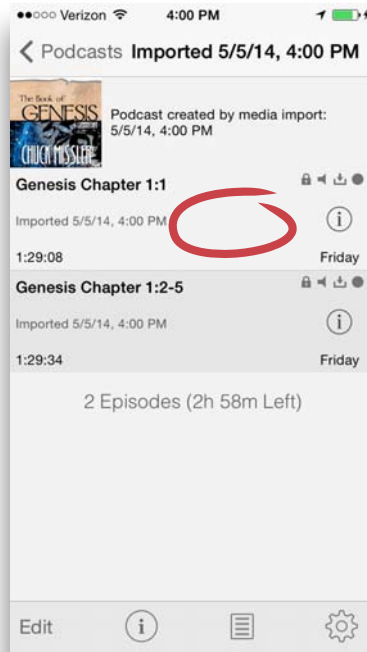 Verizon 4:00 PM
Podcasts Imported 5/5/14, 4:00 PM
The Book of
GENESIS
CHUCK MISSLER
Podcast created by media import:
5/5/14, 4:00 PM
Genesis Chapter 1:1
Imported 5/5/14, 4:00 PM
i
1:29:08 Friday
Genesis Chapter 1:2-5
Imported 5/5/14, 4:00 PM
i
1:29:34 Friday
2 Episodes (2h 58m Left)
Edit i